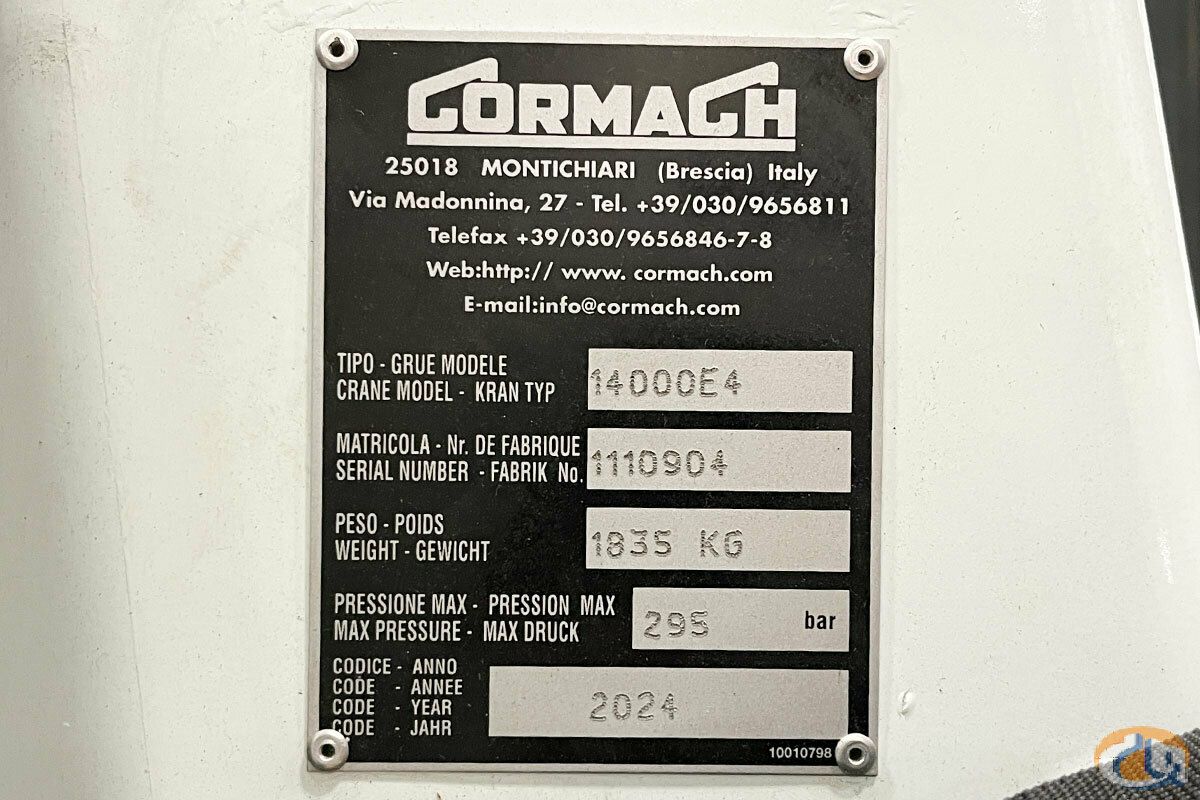 CORMACH
25018 MONTICHIARI (Brescia) Italy
Via Madonnina, 27 - Tel. +39/030/9656811
Telefax +39/030/9656846-7-8
Web:http:// www. cormach.com
E-mail:info@cormach.com
TIPO - GRUE MODELE
CRANE MODEL - KRAN TYP
14000E4
MATRICOLA - Nr. DE FABRIQUE
SERIAL NUMBER - FABRIK No.
1110904
PESO - POIDS
WEIGHT - GEWICHT
1835 KG
PRESSIONE MAX - PRESSION MAX
MAX PRESSURE - MAX DRUCK
295 bar
CODICE - ANNO
CODE - ANNEE
CODE - YEAR
CODE - JAHR
2024
10010798